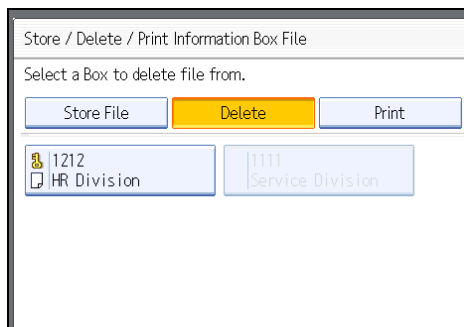 Store / Delete / Print Information Box File
Select a Box to delete file from.
Store File Delete Print
1212 1111
HR Division Service Division